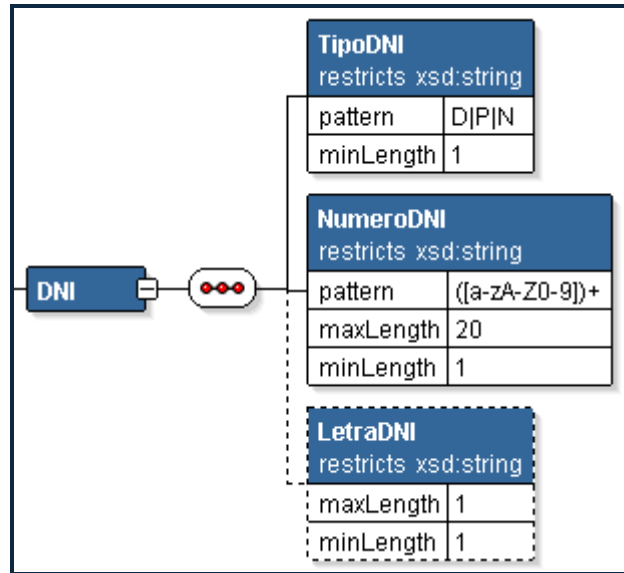 TipoDNI
restricts xsd:string
pattern D|P|N
minLength 1
NumeroDNI
restricts xsd:string
DNI
pattern ([a-zA-Z0-9])+
maxLength 20
minLength 1
LetraDNI
restricts xsd:string
maxLength 1
minLength 1